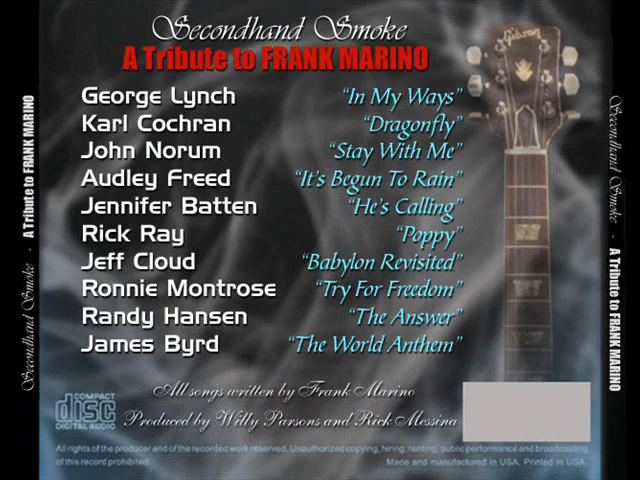 Secondhand Smoke
A Tribute to FRANK MARINO
George Lynch "In My Ways"
Karl Cochran "Dragonfly"
John Norum "Stay With Me"
Audley Freed "It's Begun To Rain"
Jennifer Batten "He's Calling"
Rick Ray "Poppy"
Jeff Cloud "Babylon Revisited"
Ronnie Montrose "Try For Freedom"
Randy Hansen "The Answer"
James Byrd "The World Anthem"
All songs written by Frank Marino
Produced by Willy Parsons and Rick Messina
COMPACT
disc
DIGITAL AUDIO
All rights of the producer and of the recorded work reserved. Unauthorized copying, hiring, renting, public performance and broadcasting
of this record prohibited. Made and manufactured in USA. Printed in USA.
Secondhand Smoke - A Tribute to FRANK MARINO
Secondhand Smoke - A Tribute to FRANK MARINO
Gibson